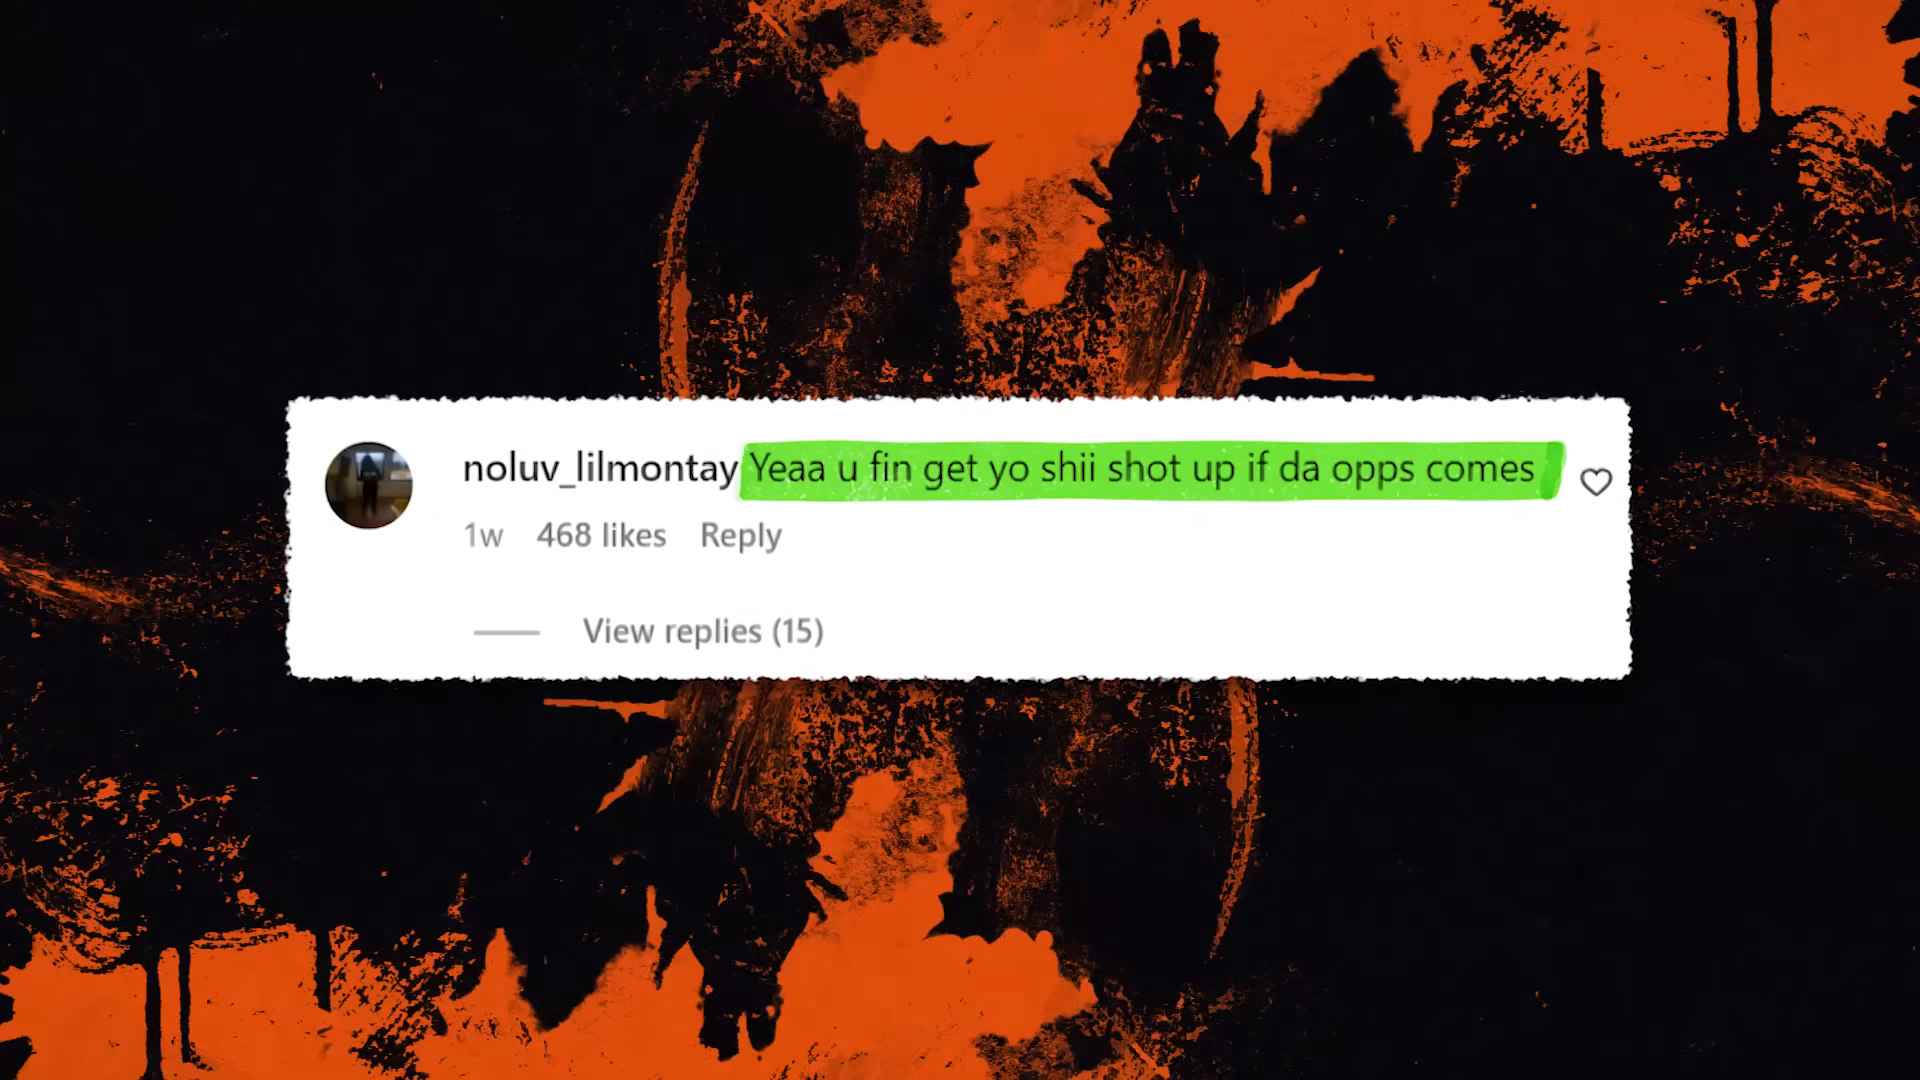 noluv_lilmontay Yeaa u fin get yo shii shot up if da opps comes
1w 468 likes Reply
View replies (15)